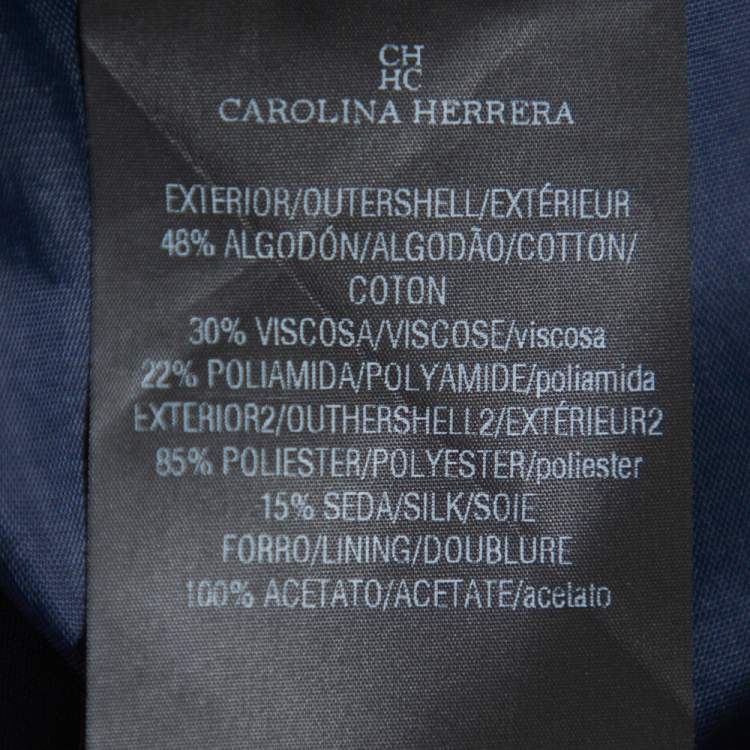 CH
HC
CAROLINA HERRERA
EXTERIOR/OUTERSHELL/EXTÉRIEUR
48% ALGODÓN/ALGODÃO/COTTON/
COTON
30% VISCOSA/VISCOSE/viscosa
22% POLIAMIDA/POLYAMIDE/poliamida
EXTERIOR2/OUTHERSHELL2/EXTÉRIEUR2
85% POLIESTER/POLYESTER/poliester
15% SEDA/SILK/SOIE
FORRO/LINING/DOUBLURE
100% ACETATO/ACETATE/acetato